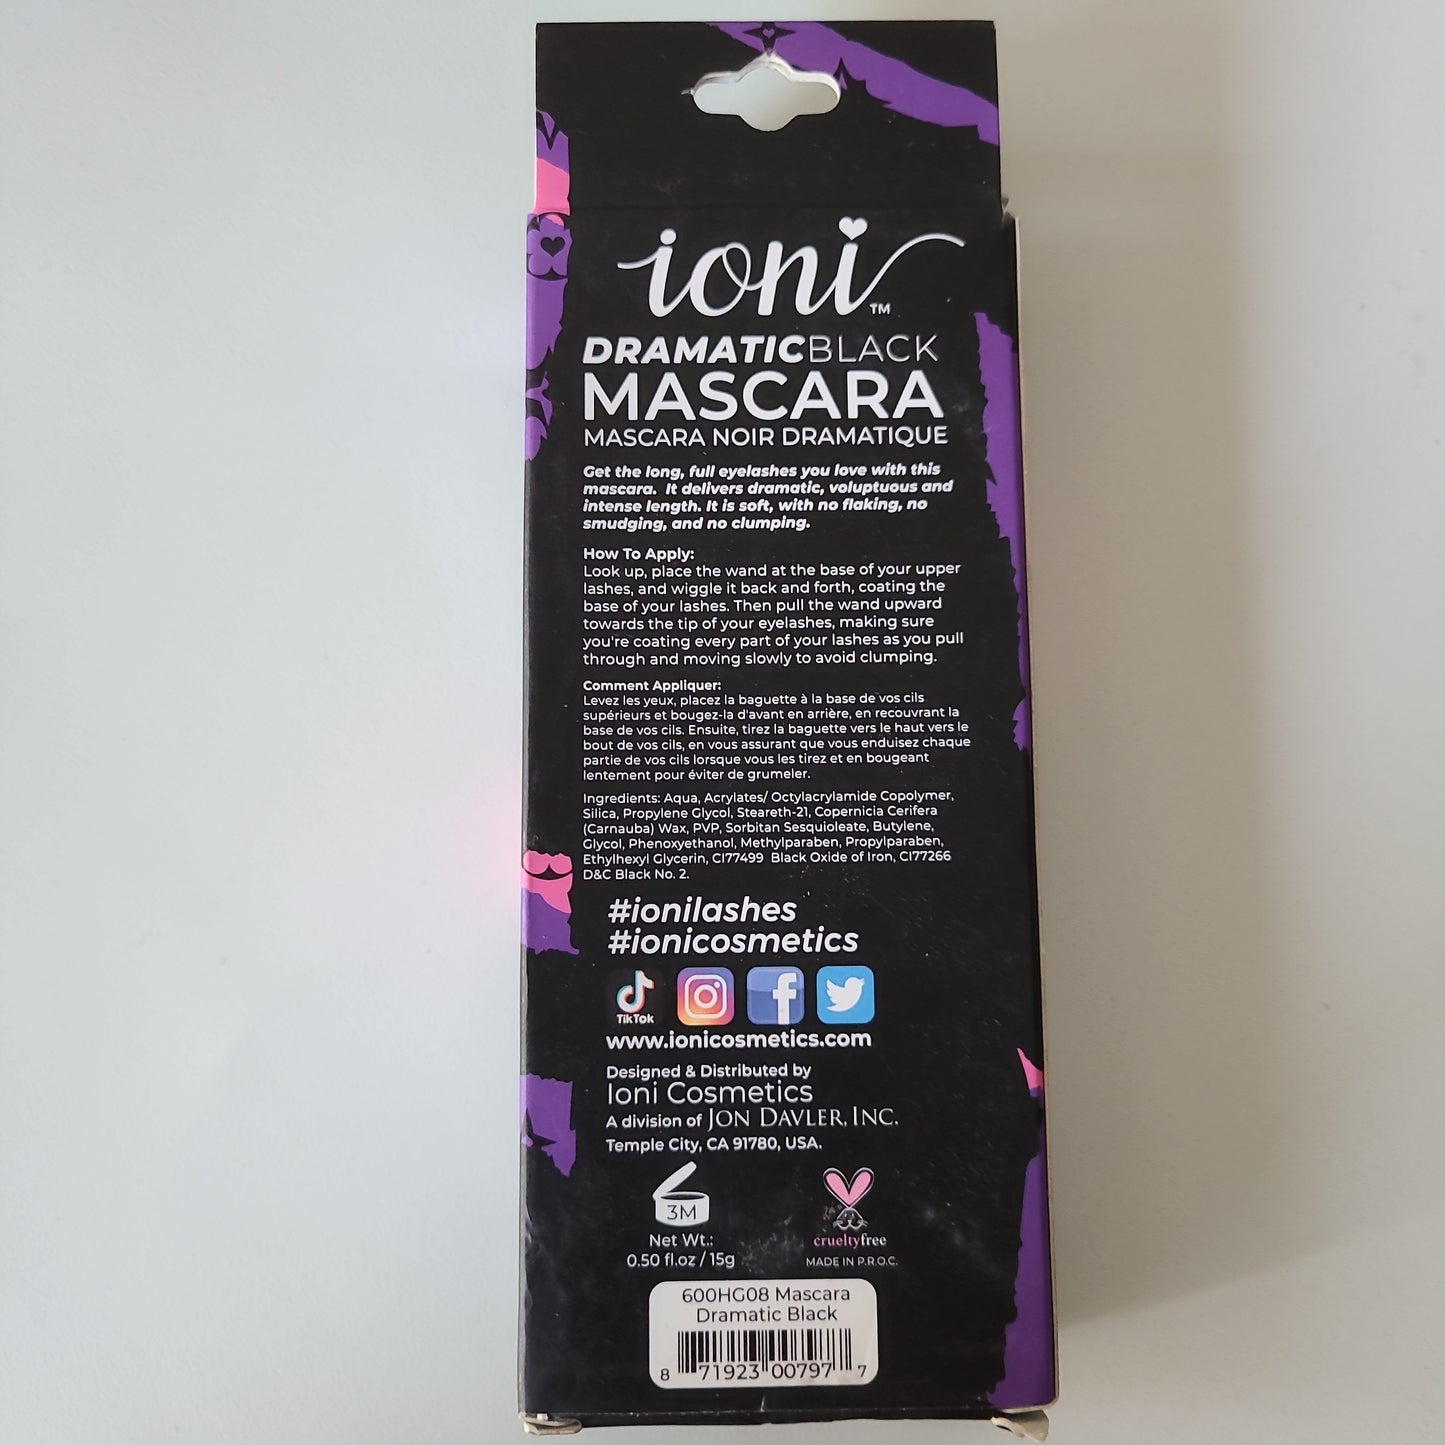 ioni™
DRAMATICBLACK
MASCARA
MASCARA NOIR DRAMATIQUE
Get the long, full eyelashes you love with this
mascara. It delivers dramatic, voluptuous and
intense length. It is soft, with no flaking, no
smudging, and no clumping.
How To Apply:
Look up, place the wand at the base of your upper
lashes, and wiggle it back and forth, coating the
base of your lashes. Then pull the wand upward
towards the tip of your eyelashes, making sure
you're coating every part of your lashes as you pull
through and moving slowly to avoid clumping.
Comment Appliquer:
Levez les yeux, placez la baguette à la base de vos cils
supérieurs et bougez-la d'avant en arrière, en recouvrant la
base de vos cils. Ensuite, tirez la baguette vers le haut vers le
bout de vos cils, en vous assurant que vous enduisez chaque
partie de vos cils lorsque vous les tirez et en bougeant
lentement pour éviter de grumeler.
Ingredients: Aqua, Acrylates/ Octylacrylamide Copolymer,
Silica, Propylene Glycol, Steareth-21, Copernicia Cerifera
(Carnauba) Wax, PVP, Sorbitan Sesquioleate, Butylene,
Glycol, Phenoxyethanol, Methylparaben, Propylparaben,
Ethylhexyl Glycerin, CI77499 Black Oxide of Iron, CI77266
D&C Black No. 2.
#ionilashes
#ionicosmetics
TikTok
www.ionicosmetics.com
Designed & Distributed by
Ioni Cosmetics
A division of JON DAVLER, INC.
Temple City, CA 91780, USA.
3M
Net Wt.:
0.50 fl.oz / 15g
crueltyfree
MADE IN P.R.O.C.
600HG08 Mascara
Dramatic Black
8 71923 00797 7